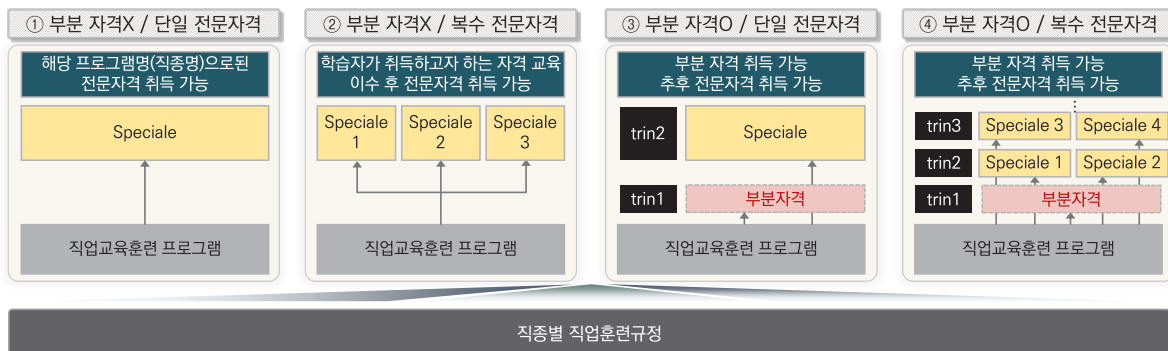 ① 부분 자격X / 단일 전문자격
해당 프로그램명(직종명)으로된
전문자격 취득 가능
Speciale
직업교육훈련 프로그램
② 부분 자격X / 복수 전문자격
학습자가 취득하고자 하는 자격 교육
이수 후 전문자격 취득 가능
Speciale
1
Speciale
2
Speciale
3
직업교육훈련 프로그램
③ 부분 자격O / 단일 전문자격
부분 자격 취득 가능
추후 전문자격 취득 가능
trin2
Speciale
trin1
부분자격
직업교육훈련 프로그램
④ 부분 자격O / 복수 전문자격
부분 자격 취득 가능
추후 전문자격 취득 가능
trin3
Speciale 3
Speciale 4
trin2
Speciale 1
Speciale 2
trin1
부분자격
직업교육훈련 프로그램
직종별 직업훈련규정